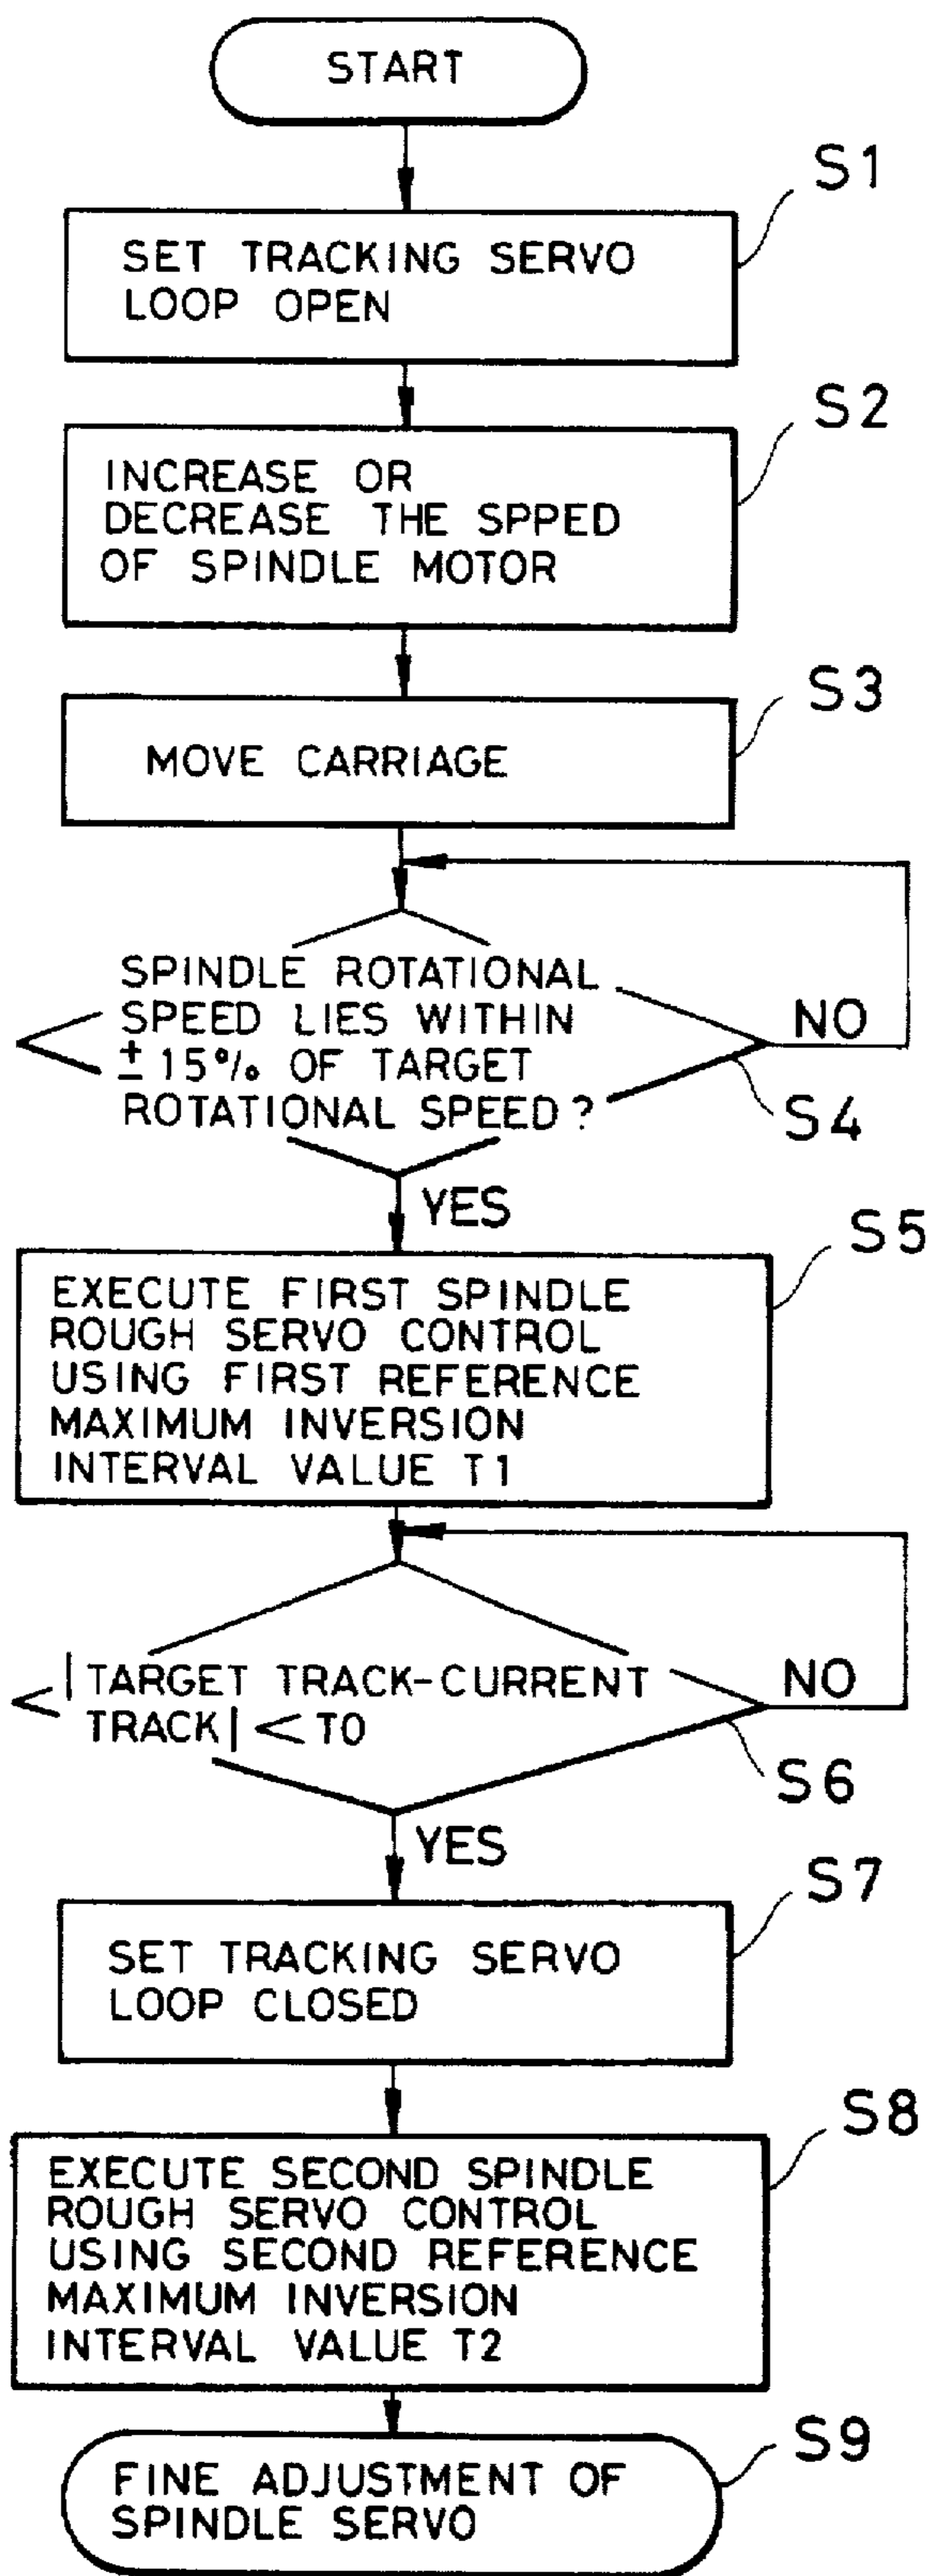 START
S1
SET TRACKING SERVO
LOOP OPEN
S2
INCREASE OR
DECREASE THE SPPED
OF SPINDLE MOTOR
S3
MOVE CARRIAGE
SPINDLE ROTATIONAL
SPEED LIES WITHIN
±15% OF TARGET
ROTATIONAL SPEED?
NO
S4
YES
S5
EXECUTE FIRST SPINDLE
ROUGH SERVO CONTROL
USING FIRST REFERENCE
MAXIMUM INVERSION
INTERVAL VALUE T1
|TARGET TRACK-CURRENT
TRACK| < TO
NO
S6
YES
S7
SET TRACKING SERVO
LOOP CLOSED
S8
EXECUTE SECOND SPINDLE
ROUGH SERVO CONTROL
USING SECOND REFERENCE
MAXIMUM INVERSION
INTERVAL VALUE T2
S9
FINE ADJUSTMENT OF
SPINDLE SERVO